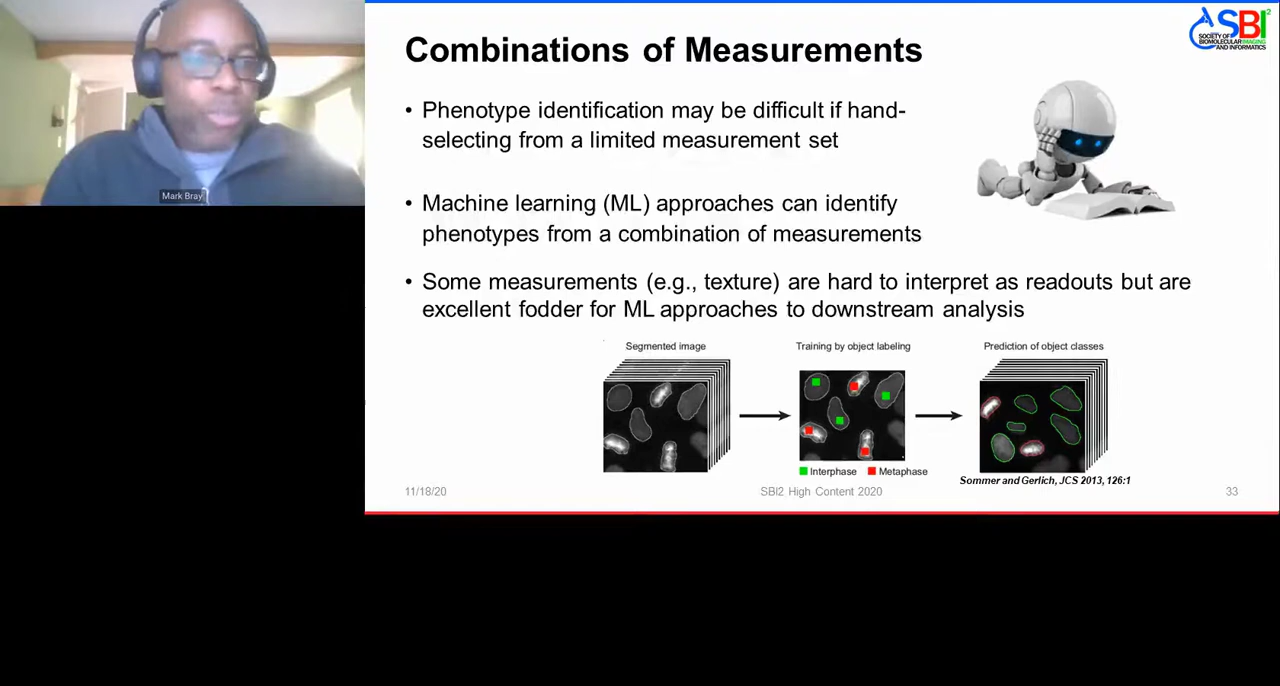 Mark Bray
SBI2
SOCIETY OF
BIOMOLECULAR IMAGING
AND INFORMATICS
Combinations of Measurements
• Phenotype identification may be difficult if hand-
selecting from a limited measurement set
• Machine learning (ML) approaches can identify
phenotypes from a combination of measurements
• Some measurements (e.g., texture) are hard to interpret as readouts but are
excellent fodder for ML approaches to downstream analysis
Segmented image
Training by object labeling
Prediction of object classes
Interphase
Metaphase
Sommer and Gerlich, JCS 2013, 126:1
11/18/20
SBI2 High Content 2020
33